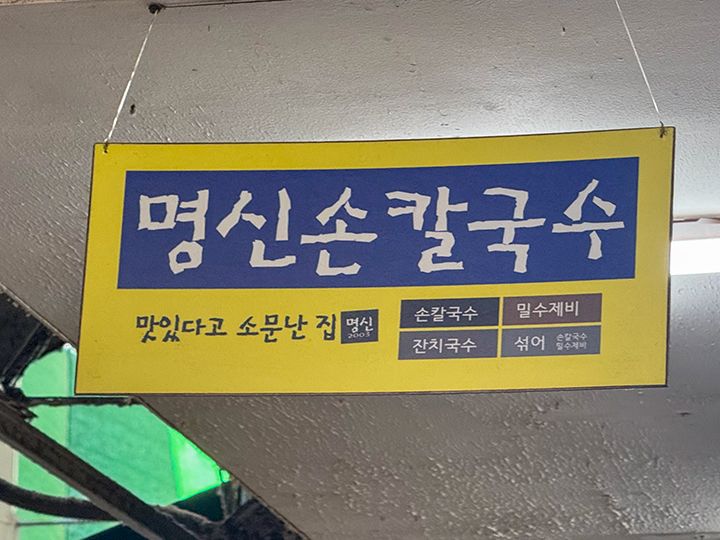 명신손칼국수
맛있다고 소문난 집 명신
2003
손칼국수 밀수제비
잔치국수 섞어 손칼국수
밀수제비